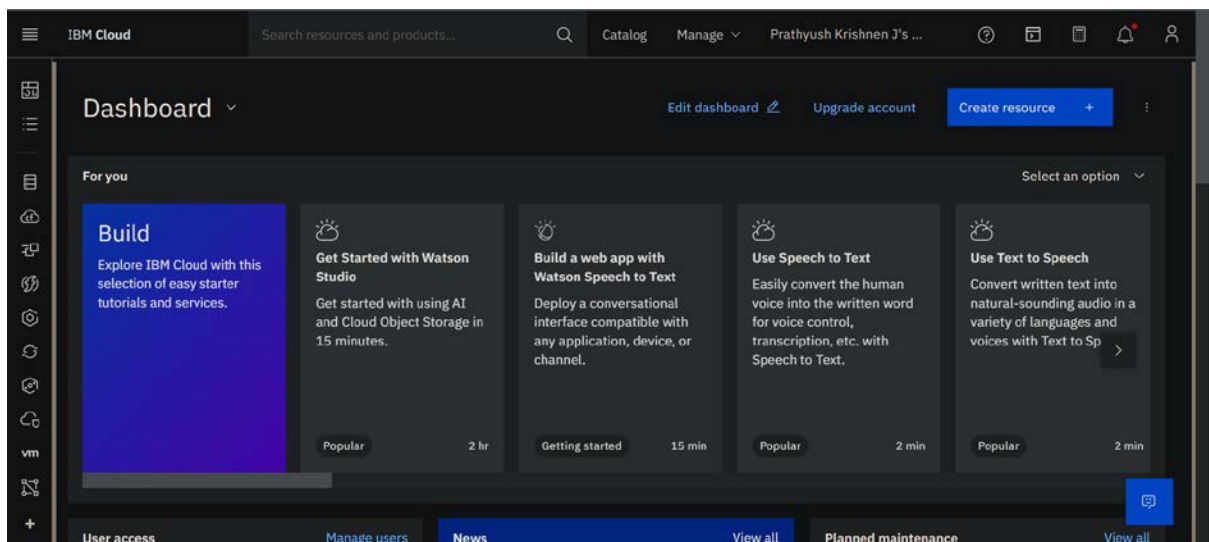 IBM Cloud
Search resources and products...
Catalog
Manage
Prathyush Krishnen J's ...
Dashboard
Edit dashboard
Upgrade account
Create resource +
For you
Select an option
Build
Explore IBM Cloud with this
selection of easy starter
tutorials and services.
Get Started with Watson
Studio
Get started with using AI
and Cloud Object Storage in
15 minutes.
Popular
2 hr
Build a web app with
Watson Speech to Text
Deploy a conversational
interface compatible with
any application, device, or
channel.
Getting started
15 min
Use Speech to Text
Easily convert the human
voice into the written word
for voice control,
transcription, etc. with
Speech to Text.
Popular
2 min
Use Text to Speech
Convert written text into
natural-sounding audio in a
variety of languages and
voices with Text to Sp
Popular
2 min
vm
User access
Manage users
News
View all
Planned maintenance
View all